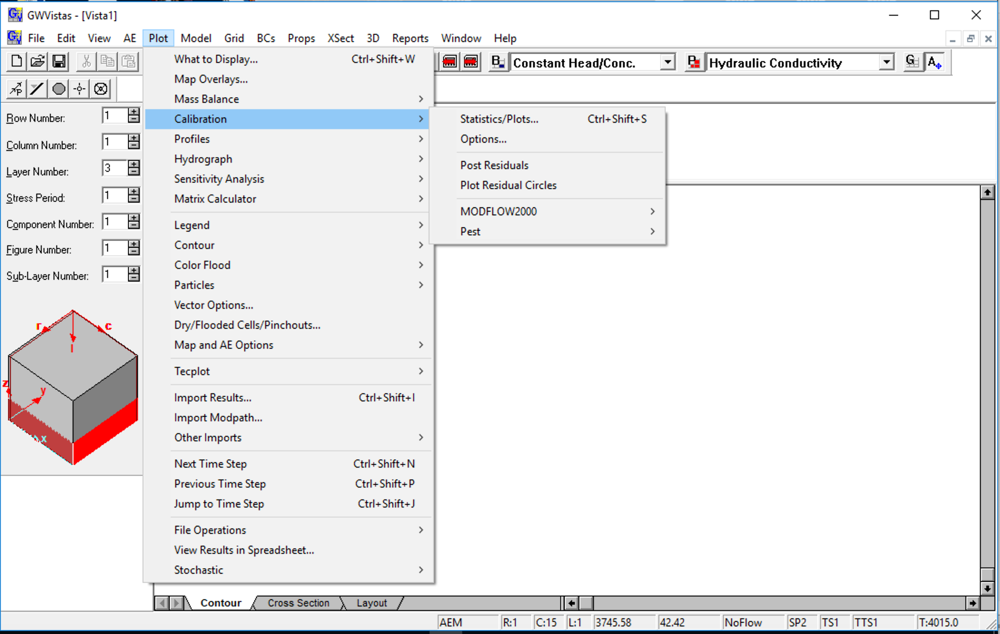 GWVistas - [Vista1]
File Edit View AE Plot Model Grid BCs Props XSect 3D Reports Window Help
Constant Head/Conc.
Hydraulic Conductivity
Row Number: 1
Column Number: 1
Layer Number: 3
Stress Period: 1
Component Number: 1
Figure Number: 1
Sub-Layer Number: 1
r
c
l
z
y
x
What to Display... Ctrl+Shift+W
Map Overlays...
Mass Balance
Calibration
Profiles
Hydrograph
Sensitivity Analysis
Matrix Calculator
Legend
Contour
Color Flood
Particles
Vector Options...
Dry/Flooded Cells/Pinchouts...
Map and AE Options
Tecplot
Import Results... Ctrl+Shift+I
Import Modpath...
Other Imports
Next Time Step Ctrl+Shift+N
Previous Time Step Ctrl+Shift+P
Jump to Time Step Ctrl+Shift+J
File Operations
View Results in Spreadsheet...
Stochastic
Statistics/Plots... Ctrl+Shift+S
Options...
Post Residuals
Plot Residual Circles
MODFLOW2000
Pest
Contour Cross Section Layout
AEM R:1 C:15 L:1 3745.58 42.42 NoFlow SP2 TS1 TTS1 T:4015.0